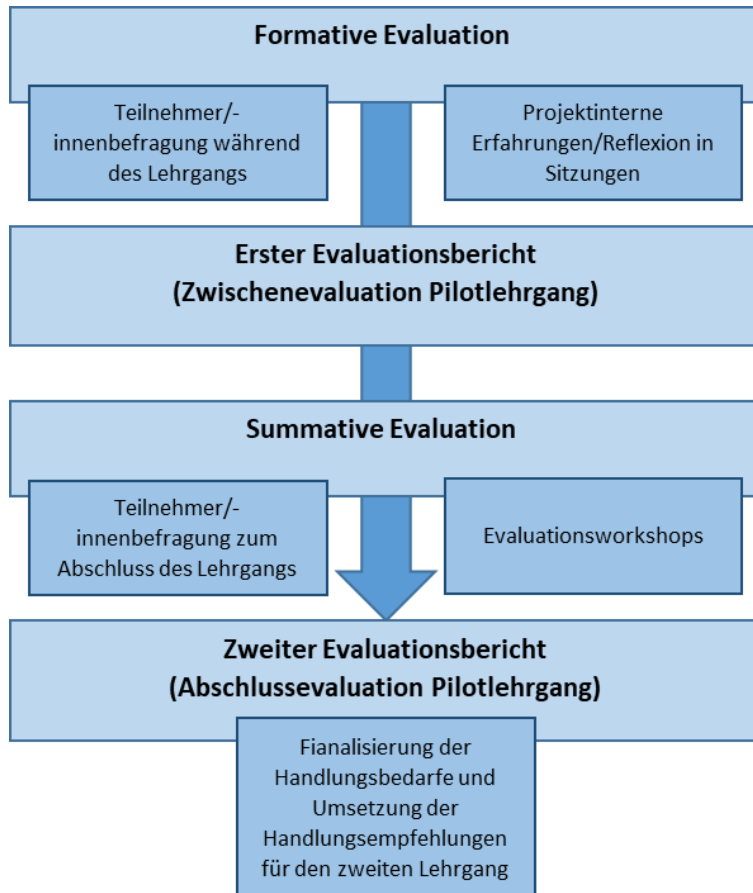 Formative Evaluation
Teilnehmer/-
innenbefragung während
des Lehrgangs
Projektinterne
Erfahrungen/Reflexion in
Sitzungen
Erster Evaluationsbericht
(Zwischenevaluation Pilotlehrgang)
Summative Evaluation
Teilnehmer/-
innenbefragung zum
Abschluss des Lehrgangs
Evaluationsworkshops
Zweiter Evaluationsbericht
(Abschlussevaluation Pilotlehrgang)
Fianalisierung der
Handlungsbedarfe und
Umsetzung der
Handlungsempfehlungen
für den zweiten Lehrgang